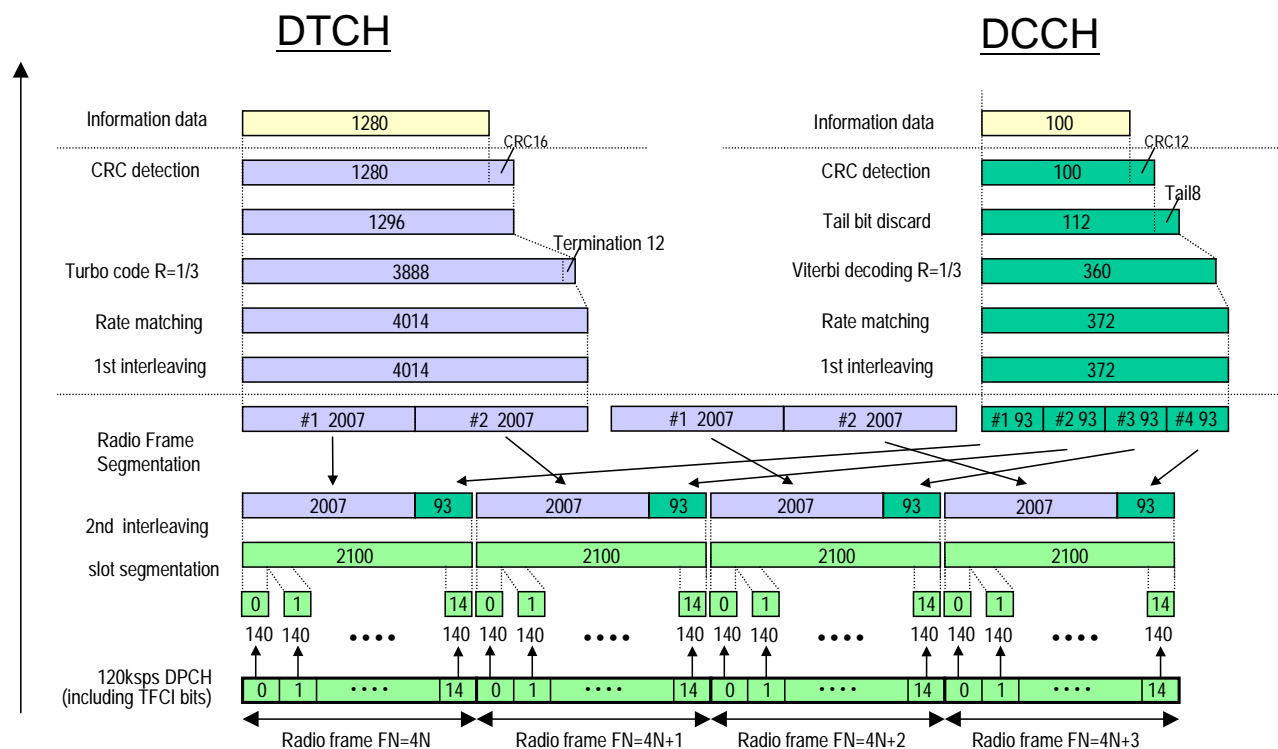 DTCH DCCH
Information data 1280 Information data 100
CRC16 CRC12
CRC detection 1280 CRC detection 100
Tail8
1296 Tail bit discard 112
Termination 12
Turbo code R=1/3 3888 Viterbi decoding R=1/3 360
Rate matching 4014 Rate matching 372
1st interleaving 4014 1st interleaving 372
#1 2007 #2 2007 #1 2007 #2 2007 #1 93 #2 93 #3 93 #4 93
Radio Frame
Segmentation
2007 93 2007 93 2007 93 2007 93
2nd interleaving
2100 2100 2100 2100
slot segmentation
0 1 14 0 1 14 0 1 14 0 1 14
140 140 •••• 140 140 140 •••• 140 140 140 •••• 140 140 140 •••• 140
120ksps DPCH
(including TFCI bits)
0 1 •••• 14 0 1 •••• 14 0 1 •••• 14 0 1 •••• 14
Radio frame FN=4N Radio frame FN=4N+1 Radio frame FN=4N+2 Radio frame FN=4N+3